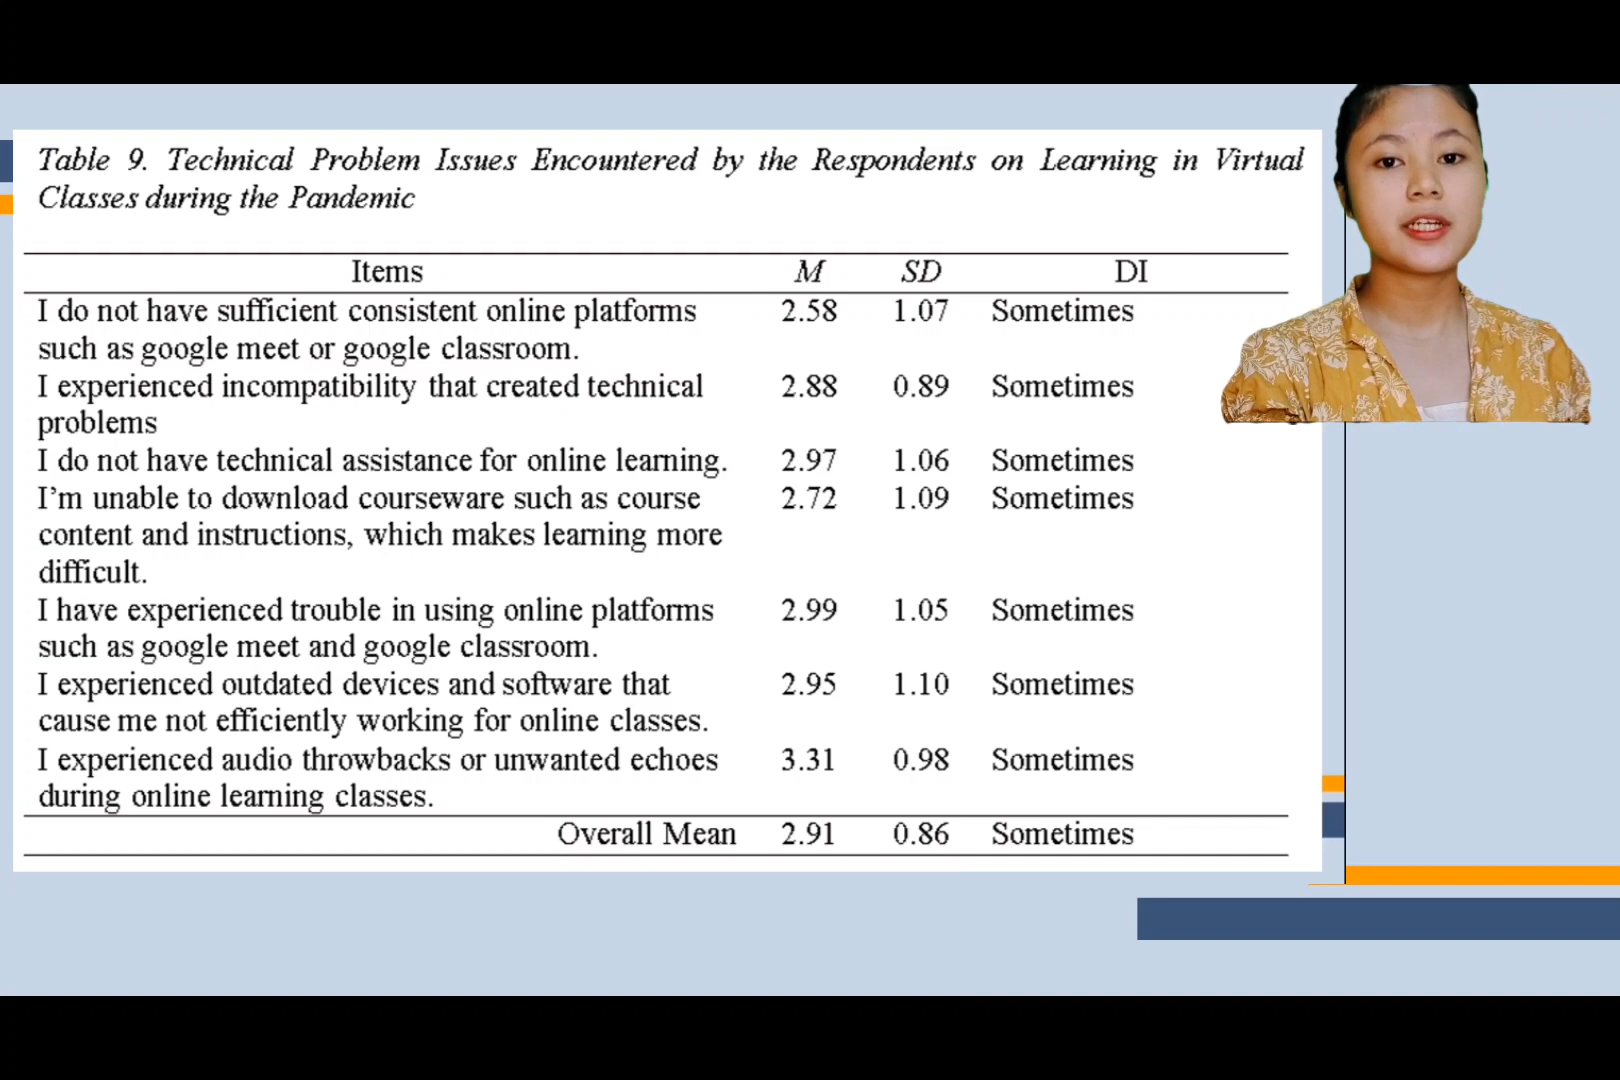 Table 9. Technical Problem Issues Encountered by the Respondents on Learning in Virtual
Classes during the Pandemic
Items M SD DI
I do not have sufficient consistent online platforms 2.58 1.07 Sometimes
such as google meet or google classroom.
I experienced incompatibility that created technical 2.88 0.89 Sometimes
problems
I do not have technical assistance for online learning. 2.97 1.06 Sometimes
I’m unable to download courseware such as course 2.72 1.09 Sometimes
content and instructions, which makes learning more
difficult.
I have experienced trouble in using online platforms 2.99 1.05 Sometimes
such as google meet and google classroom.
I experienced outdated devices and software that 2.95 1.10 Sometimes
cause me not efficiently working for online classes.
I experienced audio throwbacks or unwanted echoes 3.31 0.98 Sometimes
during online learning classes.
Overall Mean 2.91 0.86 Sometimes